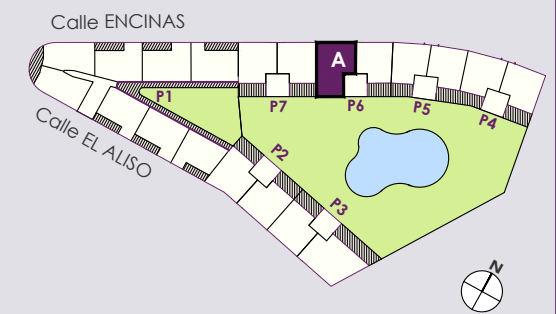 Calle ENCINAS
A
P1
P7
P6
P5
P4
Calle EL ALISO
P2
P3
N